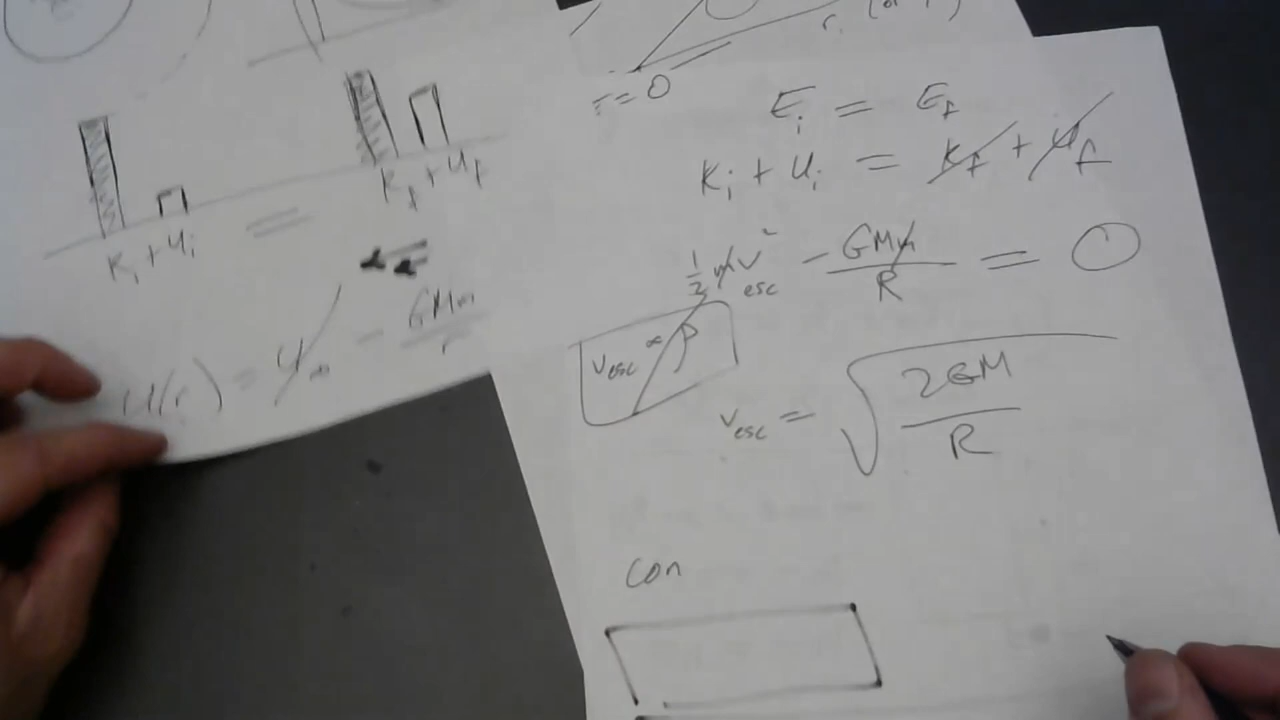 r = 0
E_i = E_f
K_i + U_i = K_f + U_f
½ m v_esc² - GMm/R = 0
v_esc ∝
v_esc = √(2GM/R)
con
K_i + U_i = K_f + U_f
U(r) = U_∞ - GMm/r